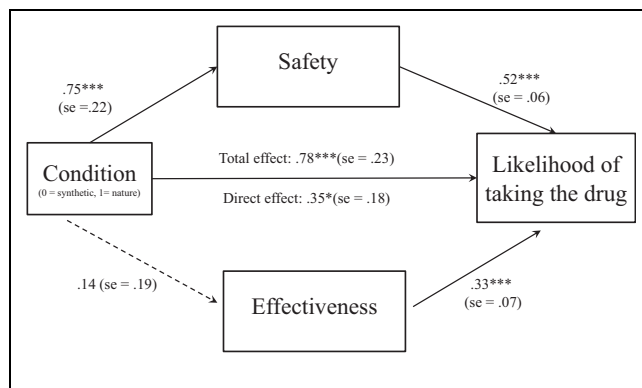 Safety
.75***
(se =.22)
.52***
(se = .06)
Condition
(0 = synthetic, 1= nature)
Total effect: .78***(se = .23)
Direct effect: .35*(se = .18)
Likelihood of
taking the drug
.14 (se = .19)
Effectiveness
.33***
(se = .07)